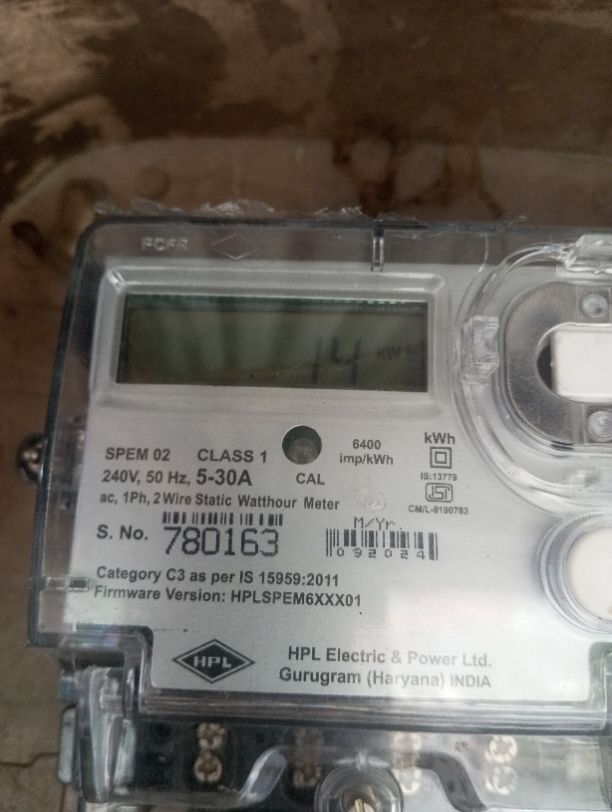 14 kWh
SPEM 02 CLASS 1
240V, 50 Hz, 5-30A
CAL
6400
imp/kWh
kWh
IS:13779
ISI
CM/L-8190783
ac, 1Ph, 2 Wire Static Watthour Meter
S. No. 780163
M/Yr.
092024
Category C3 as per IS 15959:2011
Firmware Version: HPLSPEM6XXX01
HPL
HPL Electric & Power Ltd.
Gurugram (Haryana) INDIA